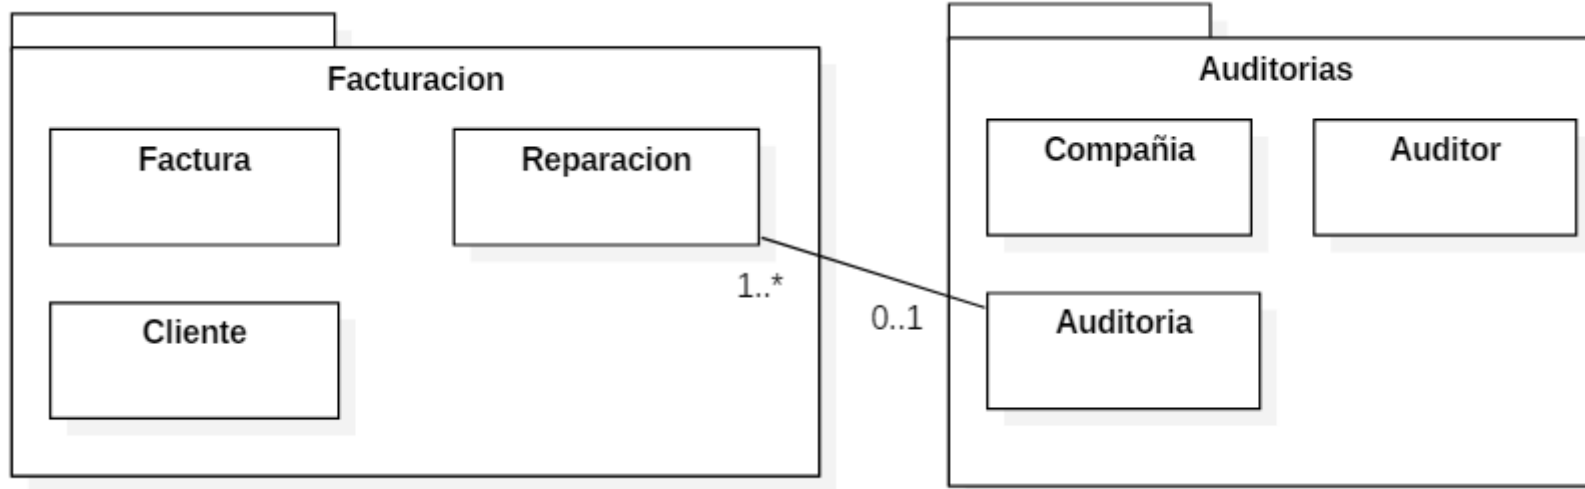 Facturacion
Factura
Reparacion
Cliente
1..*
0..1
Auditorias
Compañia
Auditor
Auditoria